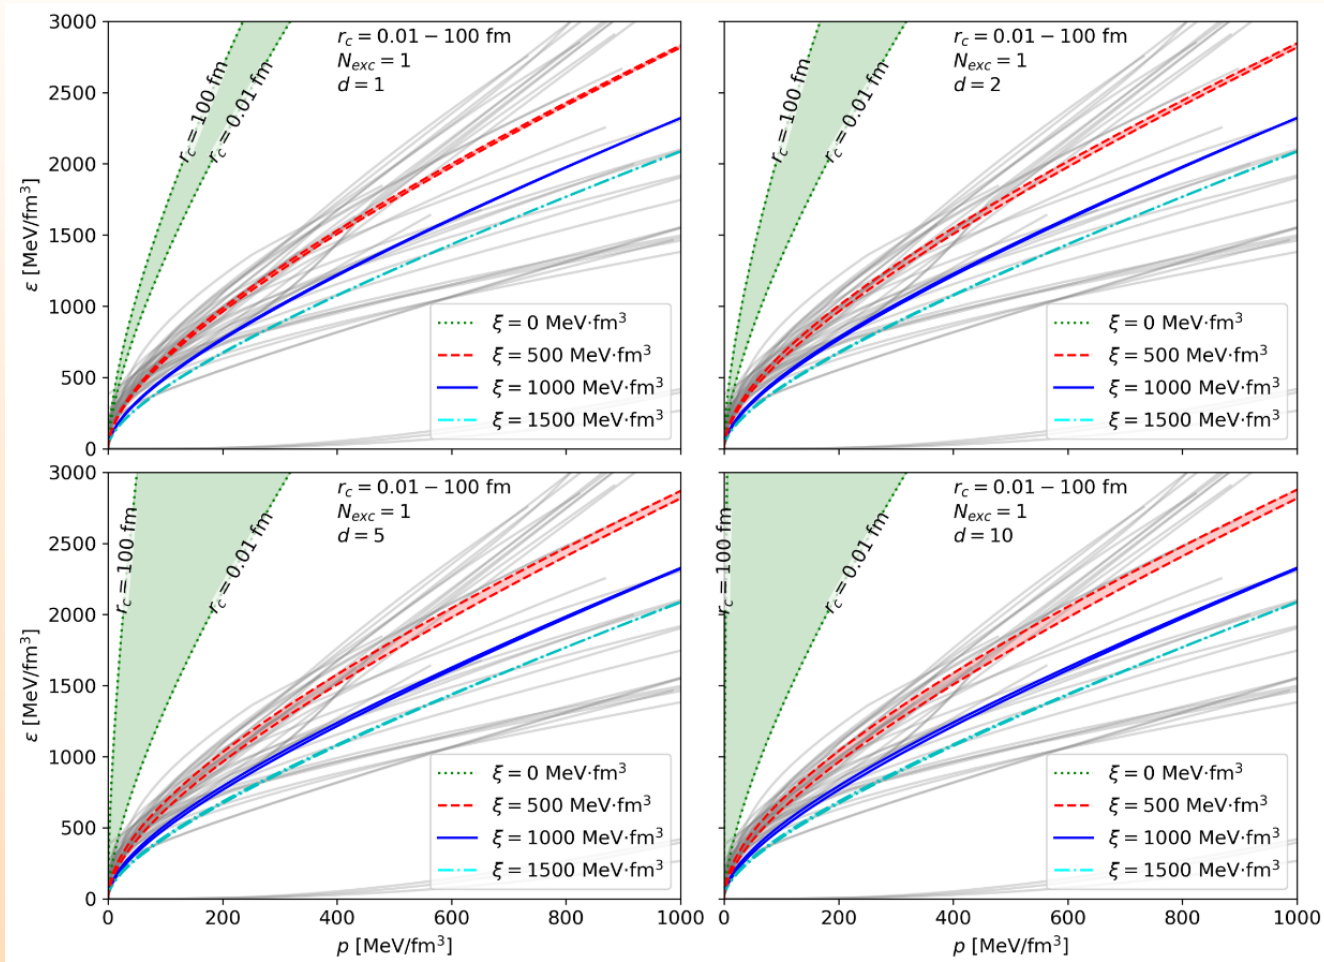 3000
2500
2000
1500
1000
500
0
ε [MeV/fm³]
r_c = 100 fm
r_c = 0.01 fm
r_c = 0.01 − 100 fm
N_exc = 1
d = 1
ξ = 0 MeV·fm³
ξ = 500 MeV·fm³
ξ = 1000 MeV·fm³
ξ = 1500 MeV·fm³
r_c = 100 fm
r_c = 0.01 fm
r_c = 0.01 − 100 fm
N_exc = 1
d = 2
ξ = 0 MeV·fm³
ξ = 500 MeV·fm³
ξ = 1000 MeV·fm³
ξ = 1500 MeV·fm³
3000
2500
2000
1500
1000
500
0
ε [MeV/fm³]
r_c = 100 fm
r_c = 0.01 fm
r_c = 0.01 − 100 fm
N_exc = 1
d = 5
ξ = 0 MeV·fm³
ξ = 500 MeV·fm³
ξ = 1000 MeV·fm³
ξ = 1500 MeV·fm³
0 200 400 600 800 1000
p [MeV/fm³]
r_c = 100 fm
r_c = 0.01 fm
r_c = 0.01 − 100 fm
N_exc = 1
d = 10
ξ = 0 MeV·fm³
ξ = 500 MeV·fm³
ξ = 1000 MeV·fm³
ξ = 1500 MeV·fm³
0 200 400 600 800 1000
p [MeV/fm³]